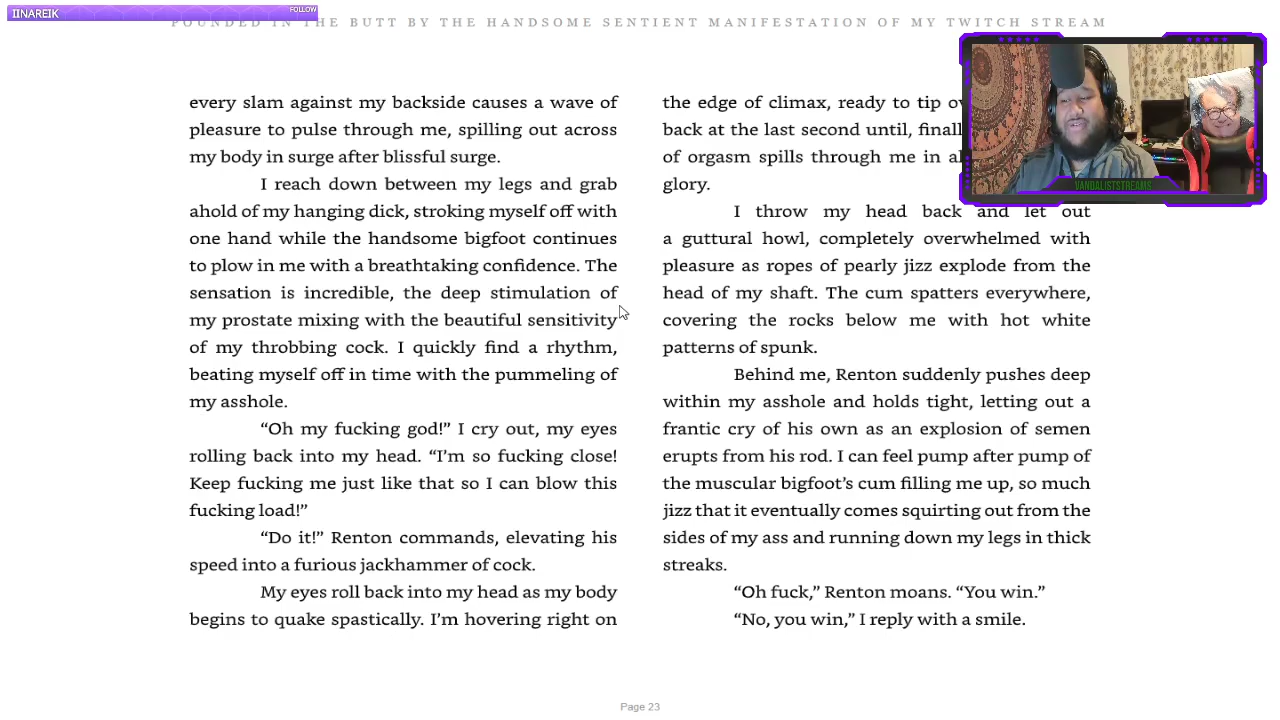 IINAREIK
FOLLOW
POUNDED IN THE BUTT BY THE HANDSOME SENTIENT MANIFESTATION OF MY TWITCH STREAM
every slam against my backside causes a wave of
pleasure to pulse through me, spilling out across
my body in surge after blissful surge.
I reach down between my legs and grab
ahold of my hanging dick, stroking myself off with
one hand while the handsome bigfoot continues
to plow in me with a breathtaking confidence. The
sensation is incredible, the deep stimulation of
my prostate mixing with the beautiful sensitivity
of my throbbing cock. I quickly find a rhythm,
beating myself off in time with the pummeling of
my asshole.
“Oh my fucking god!” I cry out, my eyes
rolling back into my head. “I’m so fucking close!
Keep fucking me just like that so I can blow this
fucking load!”
“Do it!” Renton commands, elevating his
speed into a furious jackhammer of cock.
My eyes roll back into my head as my body
begins to quake spastically. I’m hovering right on
the edge of climax, ready to tip
back at the last second until,
of orgasm spills through me in
glory.
I throw my head back and let out
a guttural howl, completely overwhelmed with
pleasure as ropes of pearly jizz explode from the
head of my shaft. The cum spatters everywhere,
covering the rocks below me with hot white
patterns of spunk.
Behind me, Renton suddenly pushes deep
within my asshole and holds tight, letting out a
frantic cry of his own as an explosion of semen
erupts from his rod. I can feel pump after pump of
the muscular bigfoot’s cum filling me up, so much
jizz that it eventually comes squirting out from the
sides of my ass and running down my legs in thick
streaks.
“Oh fuck,” Renton moans. “You win.”
“No, you win,” I reply with a smile.
VANDALISTSTREAMS
Page 23